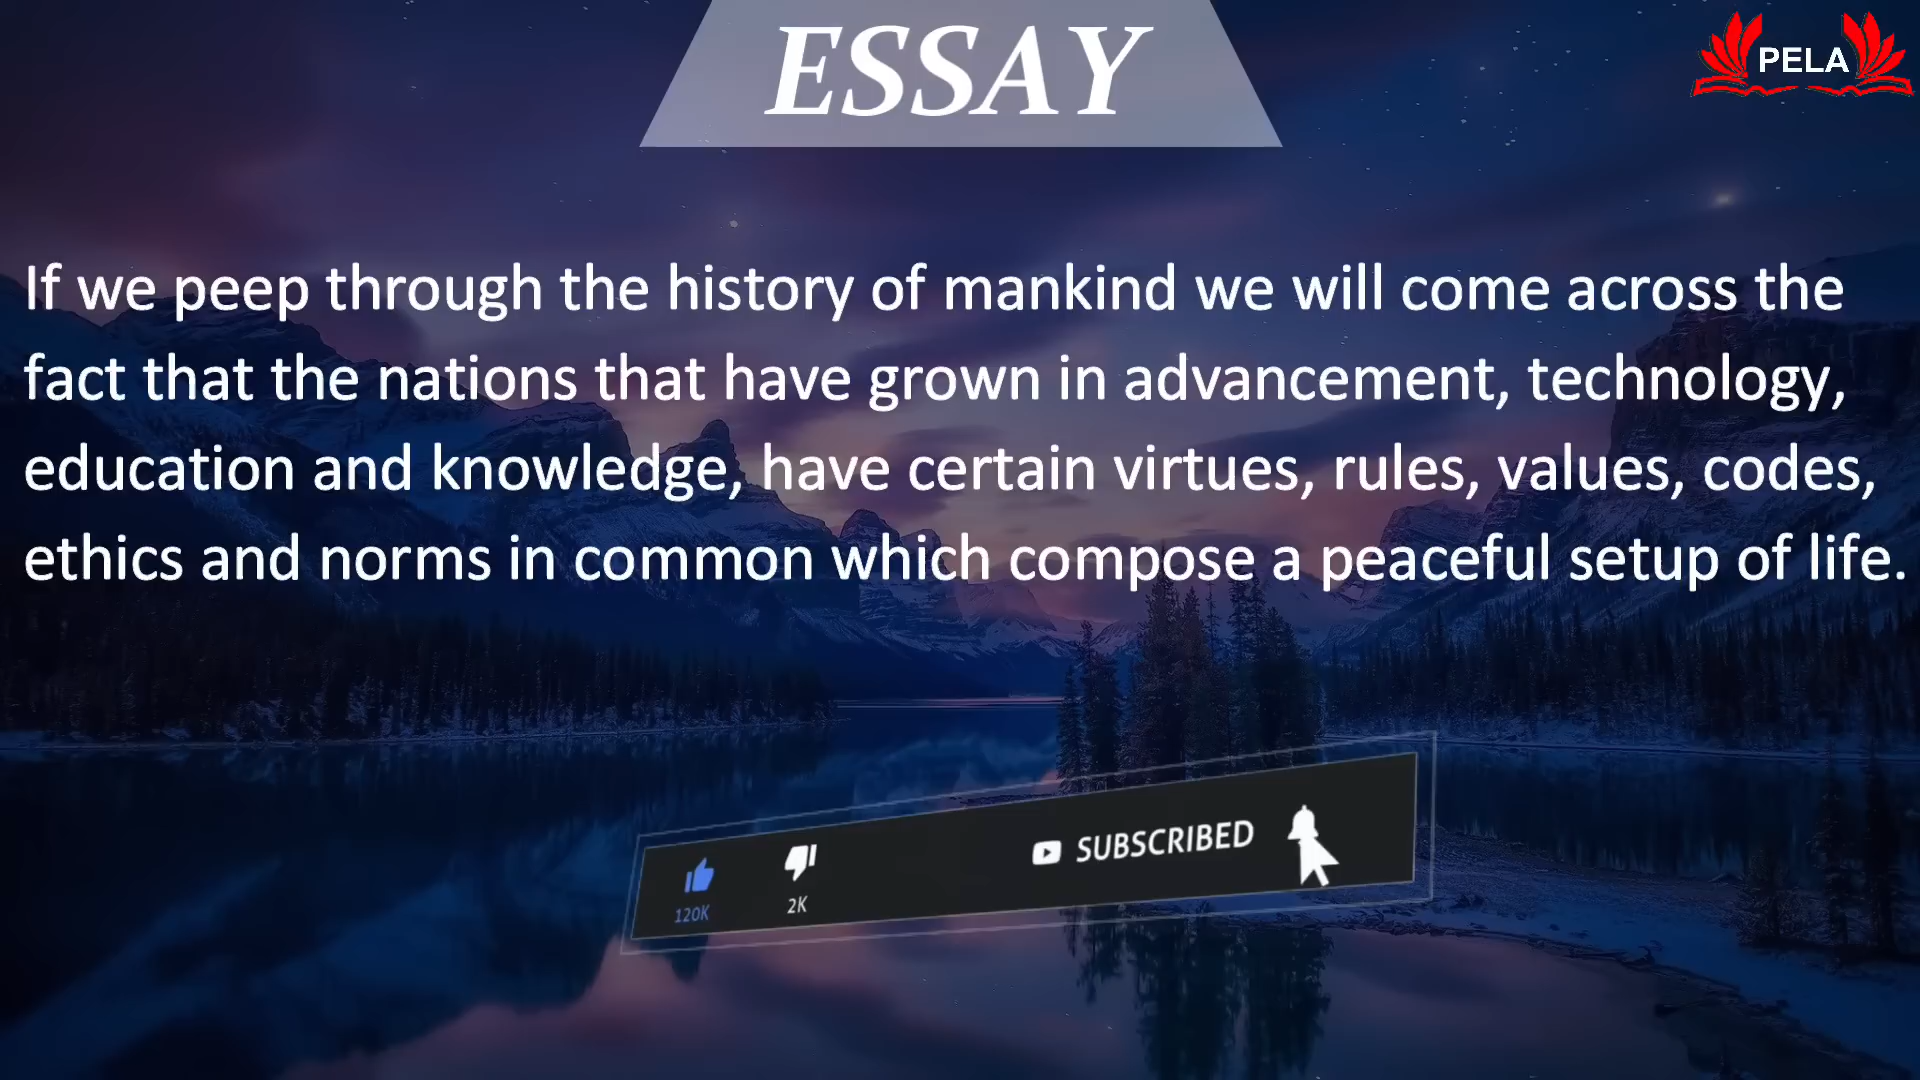 ESSAY
PELA
If we peep through the history of mankind we will come across the
fact that the nations that have grown in advancement, technology,
education and knowledge, have certain virtues, rules, values, codes,
ethics and norms in common which compose a peaceful setup of life.
SUBSCRIBED
120K
2K